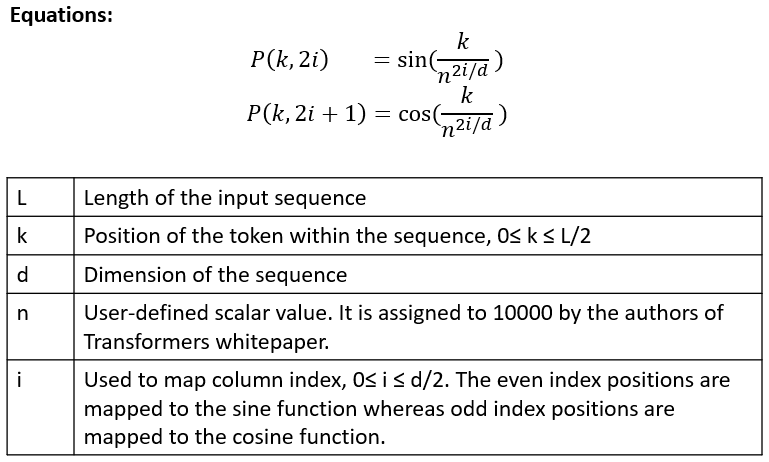 Equations:
P(k, 2i) = sin(k/n^{2i/d})
P(k, 2i + 1) = cos(k/n^{2i/d})
L Length of the input sequence
k Position of the token within the sequence, 0≤ k ≤ L/2
d Dimension of the sequence
n User-defined scalar value. It is assigned to 10000 by the authors of
Transformers whitepaper.
i Used to map column index, 0≤ i ≤ d/2. The even index positions are
mapped to the sine function whereas odd index positions are
mapped to the cosine function.